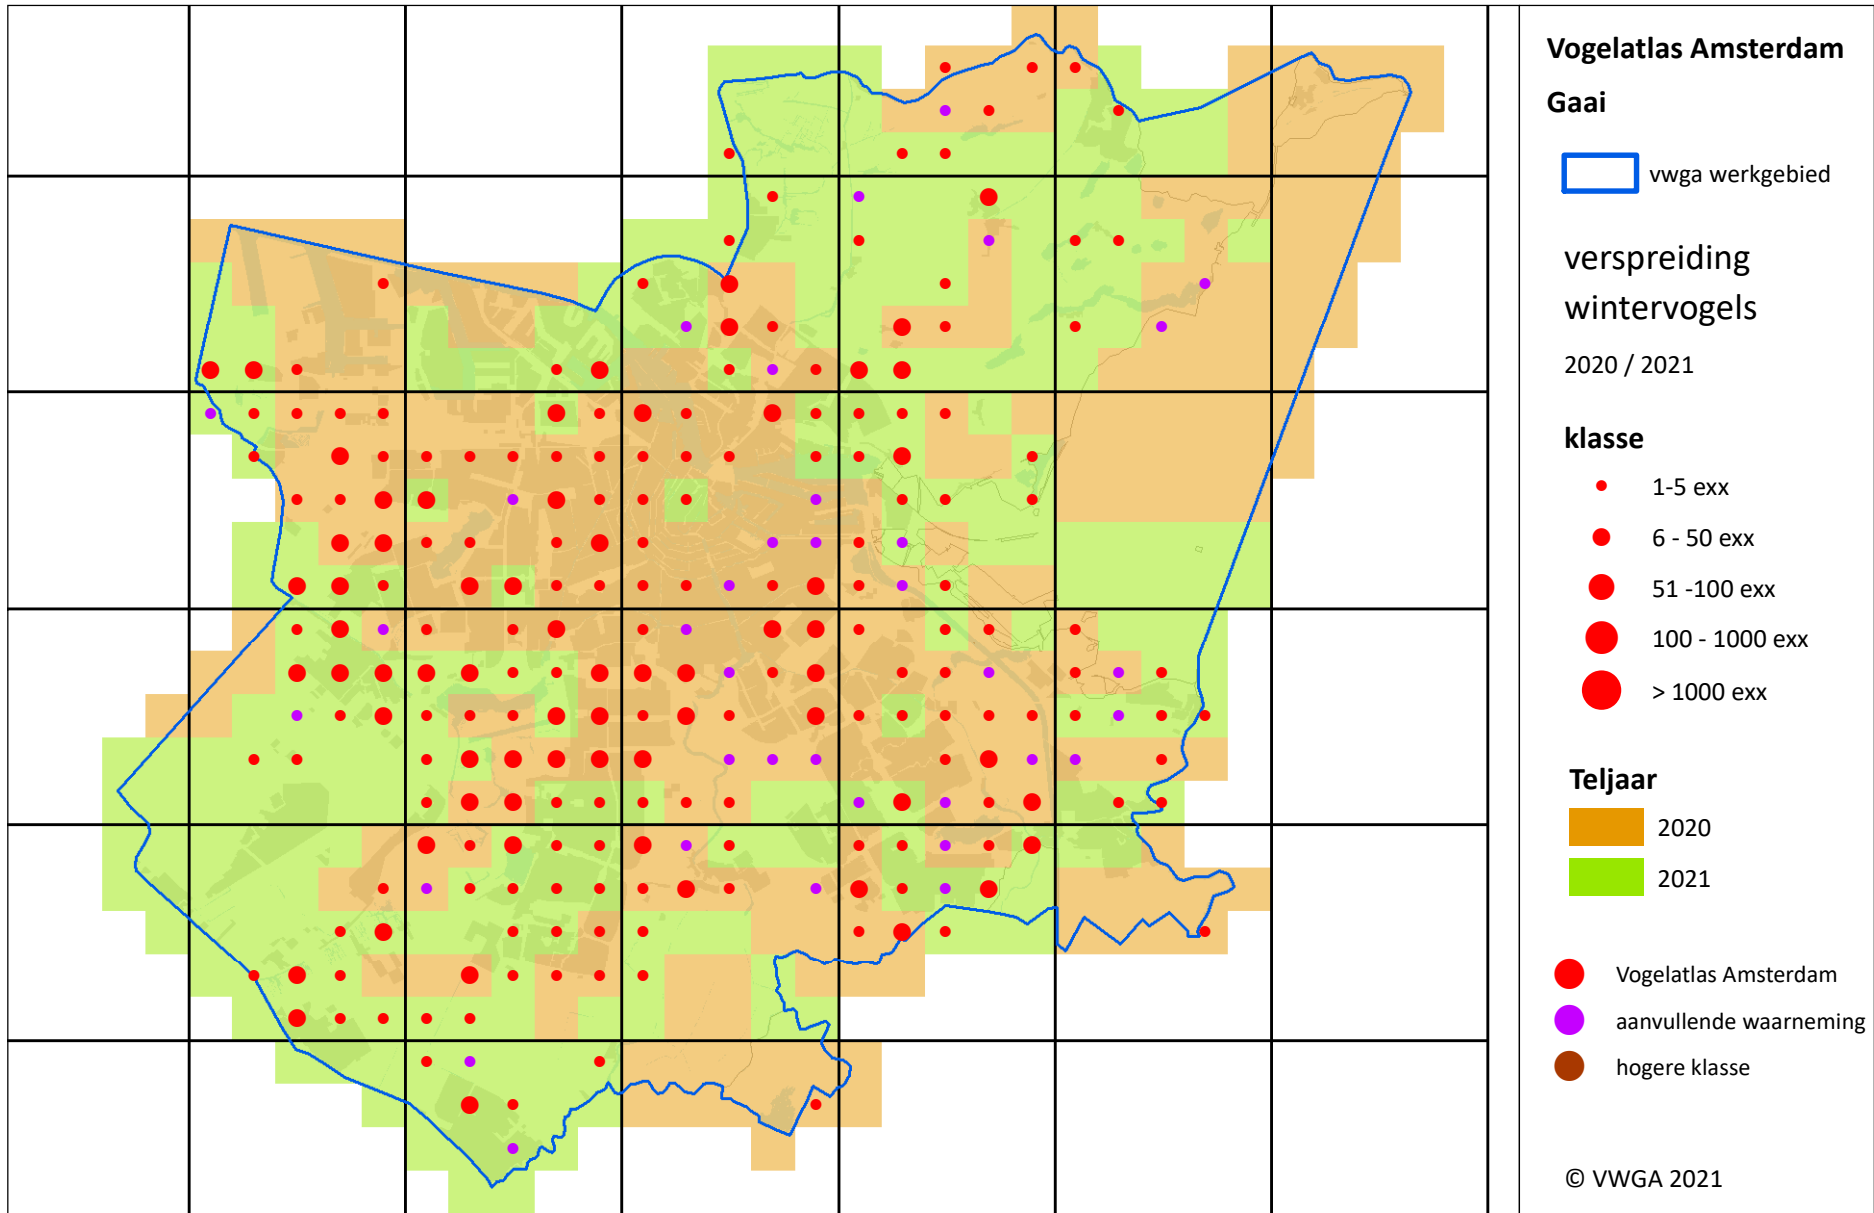 Vogelatlas Amsterdam
Gaai
vwga werkgebied
verspreiding
wintervogels
2020 / 2021
klasse
1-5 exx
6 - 50 exx
51 -100 exx
100 - 1000 exx
> 1000 exx
Teljaar
2020
2021
Vogelatlas Amsterdam
aanvullende waarneming
hogere klasse
© VWGA 2021